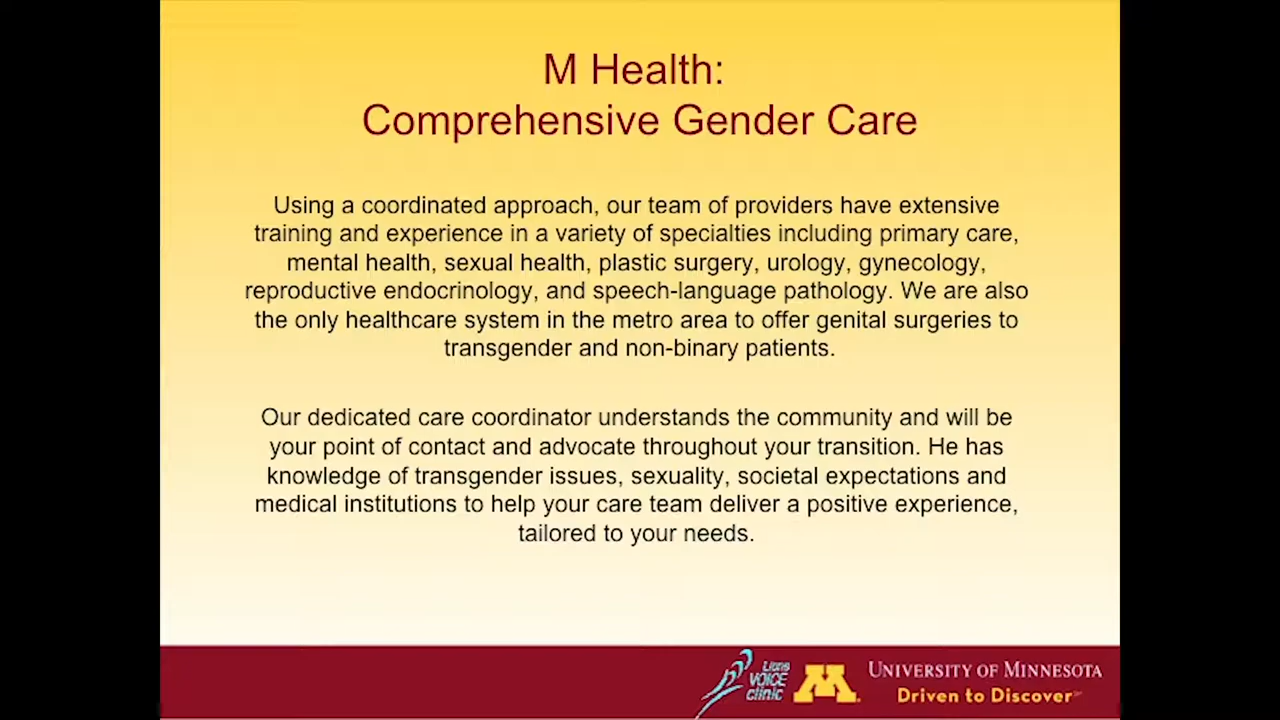 M Health:
Comprehensive Gender Care
Using a coordinated approach, our team of providers have extensive
training and experience in a variety of specialties including primary care,
mental health, sexual health, plastic surgery, urology, gynecology,
reproductive endocrinology, and speech-language pathology. We are also
the only healthcare system in the metro area to offer genital surgeries to
transgender and non-binary patients.
Our dedicated care coordinator understands the community and will be
your point of contact and advocate throughout your transition. He has
knowledge of transgender issues, sexuality, societal expectations and
medical institutions to help your care team deliver a positive experience,
tailored to your needs.
Lions
VOICE
clinic
M
UNIVERSITY OF MINNESOTA
Driven to Discover